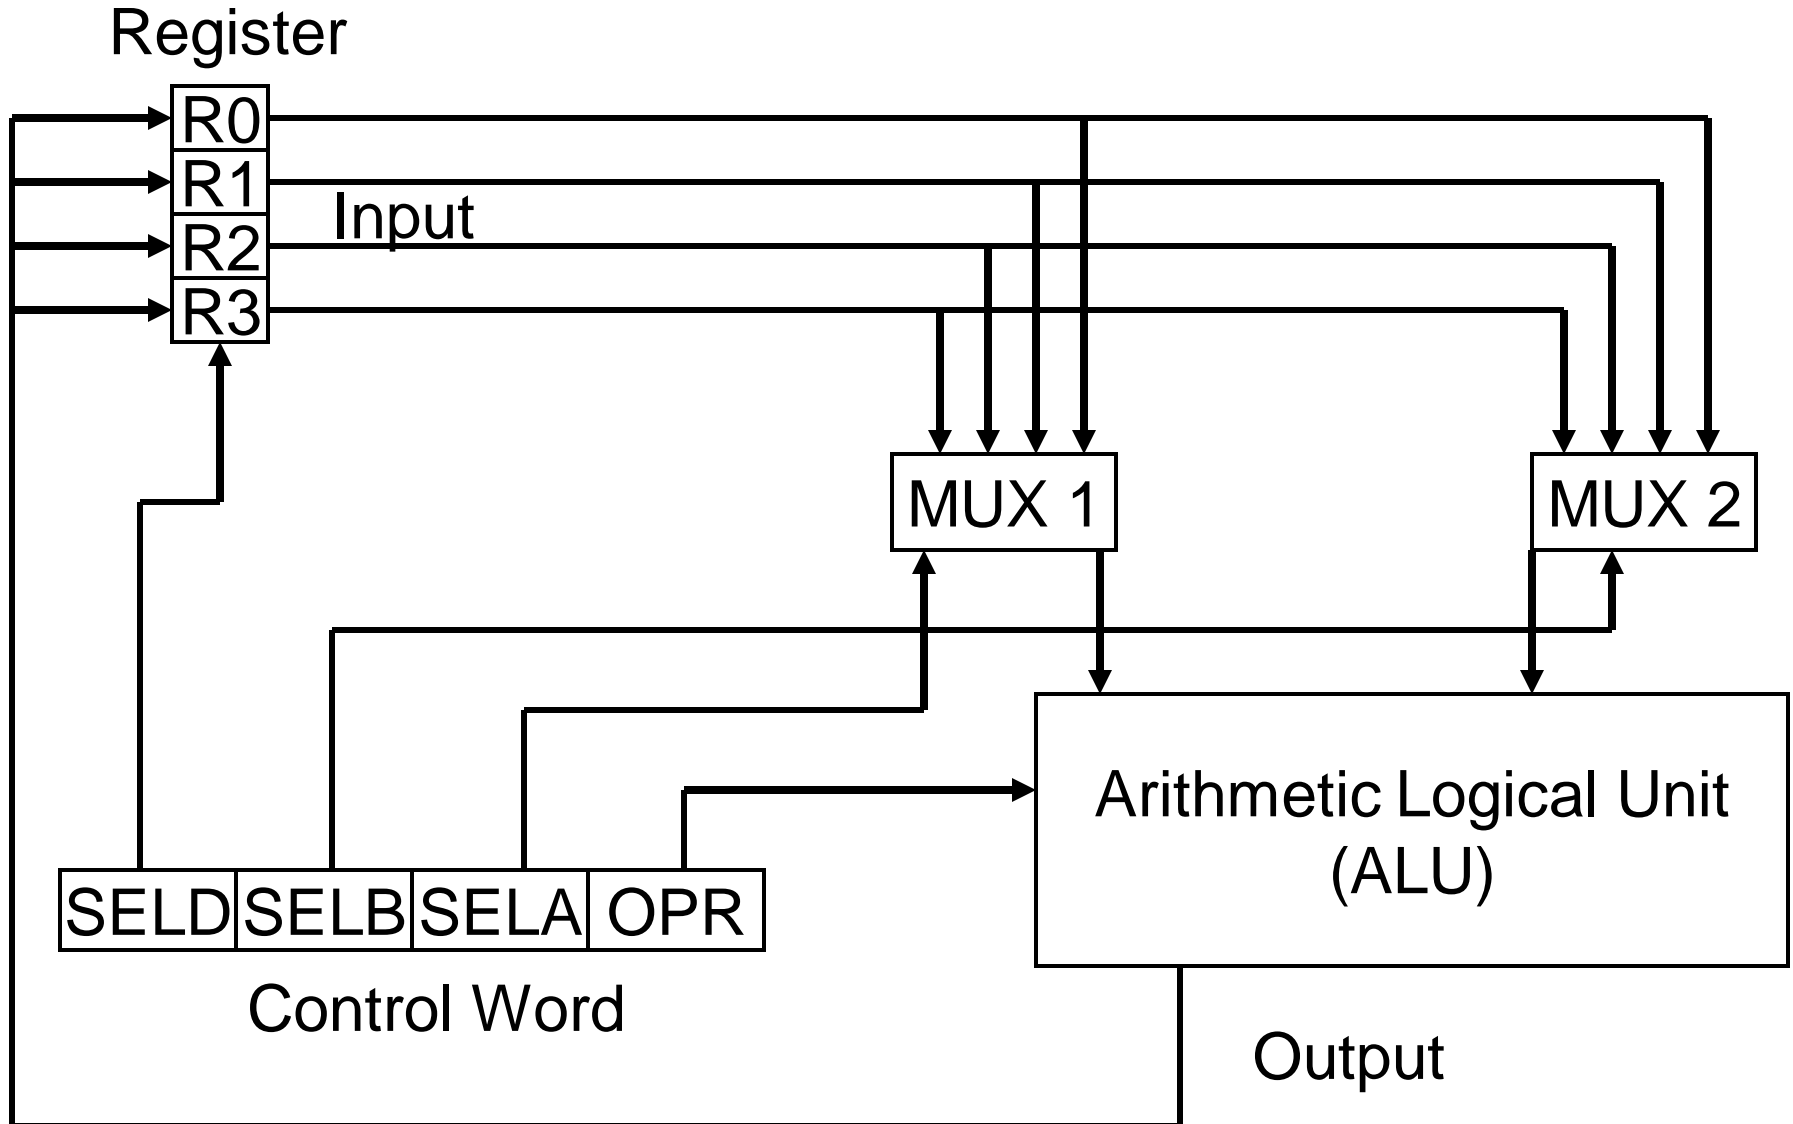 Register
R0
R1
Input
R2
R3
MUX 1
MUX 2
Arithmetic Logical Unit
(ALU)
SELD SELB SELA OPR
Control Word
Output